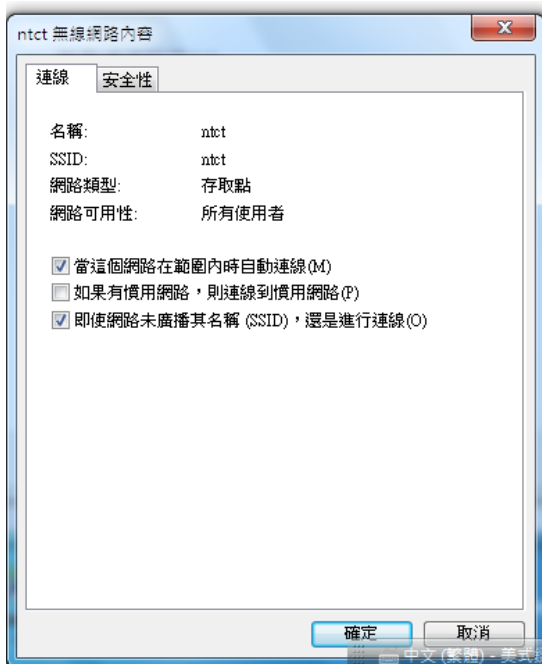 ntct 無線網路內容
連線 安全性
名稱: ntct
SSID: ntct
網路類型: 存取點
網路可用性: 所有使用者
當這個網路在範圍內時自動連線(M)
如果有慣用網路，則連線到慣用網路(P)
即使網路未廣播其名稱 (SSID)，還是進行連線(O)
確定 取消
中文 (繁體) - 美式